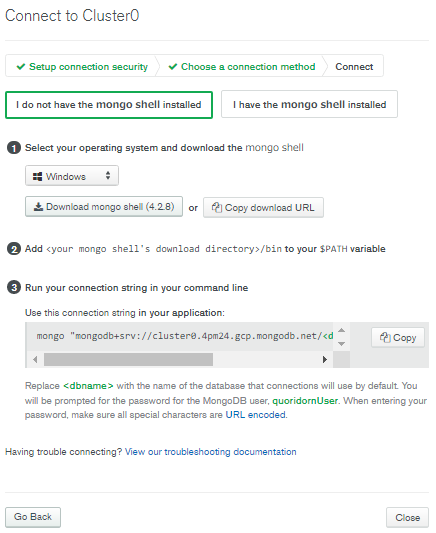 Connect to Cluster0
✔ Setup connection security
✔ Choose a connection method
Connect
I do not have the mongo shell installed
I have the mongo shell installed
1 Select your operating system and download the mongo shell
Windows
Download mongo shell (4.2.8) or Copy download URL
2 Add <your mongo shell's download directory>/bin to your $PATH variable
3 Run your connection string in your command line
Use this connection string in your application:
mongo "mongodb+srv://cluster0.4pm24.gcp.mongodb.net/<d
Copy
Replace <dbname> with the name of the database that connections will use by default. You
will be prompted for the password for the MongoDB user, quoridornUser. When entering your
password, make sure all special characters are URL encoded.
Having trouble connecting? View our troubleshooting documentation
Go Back
Close